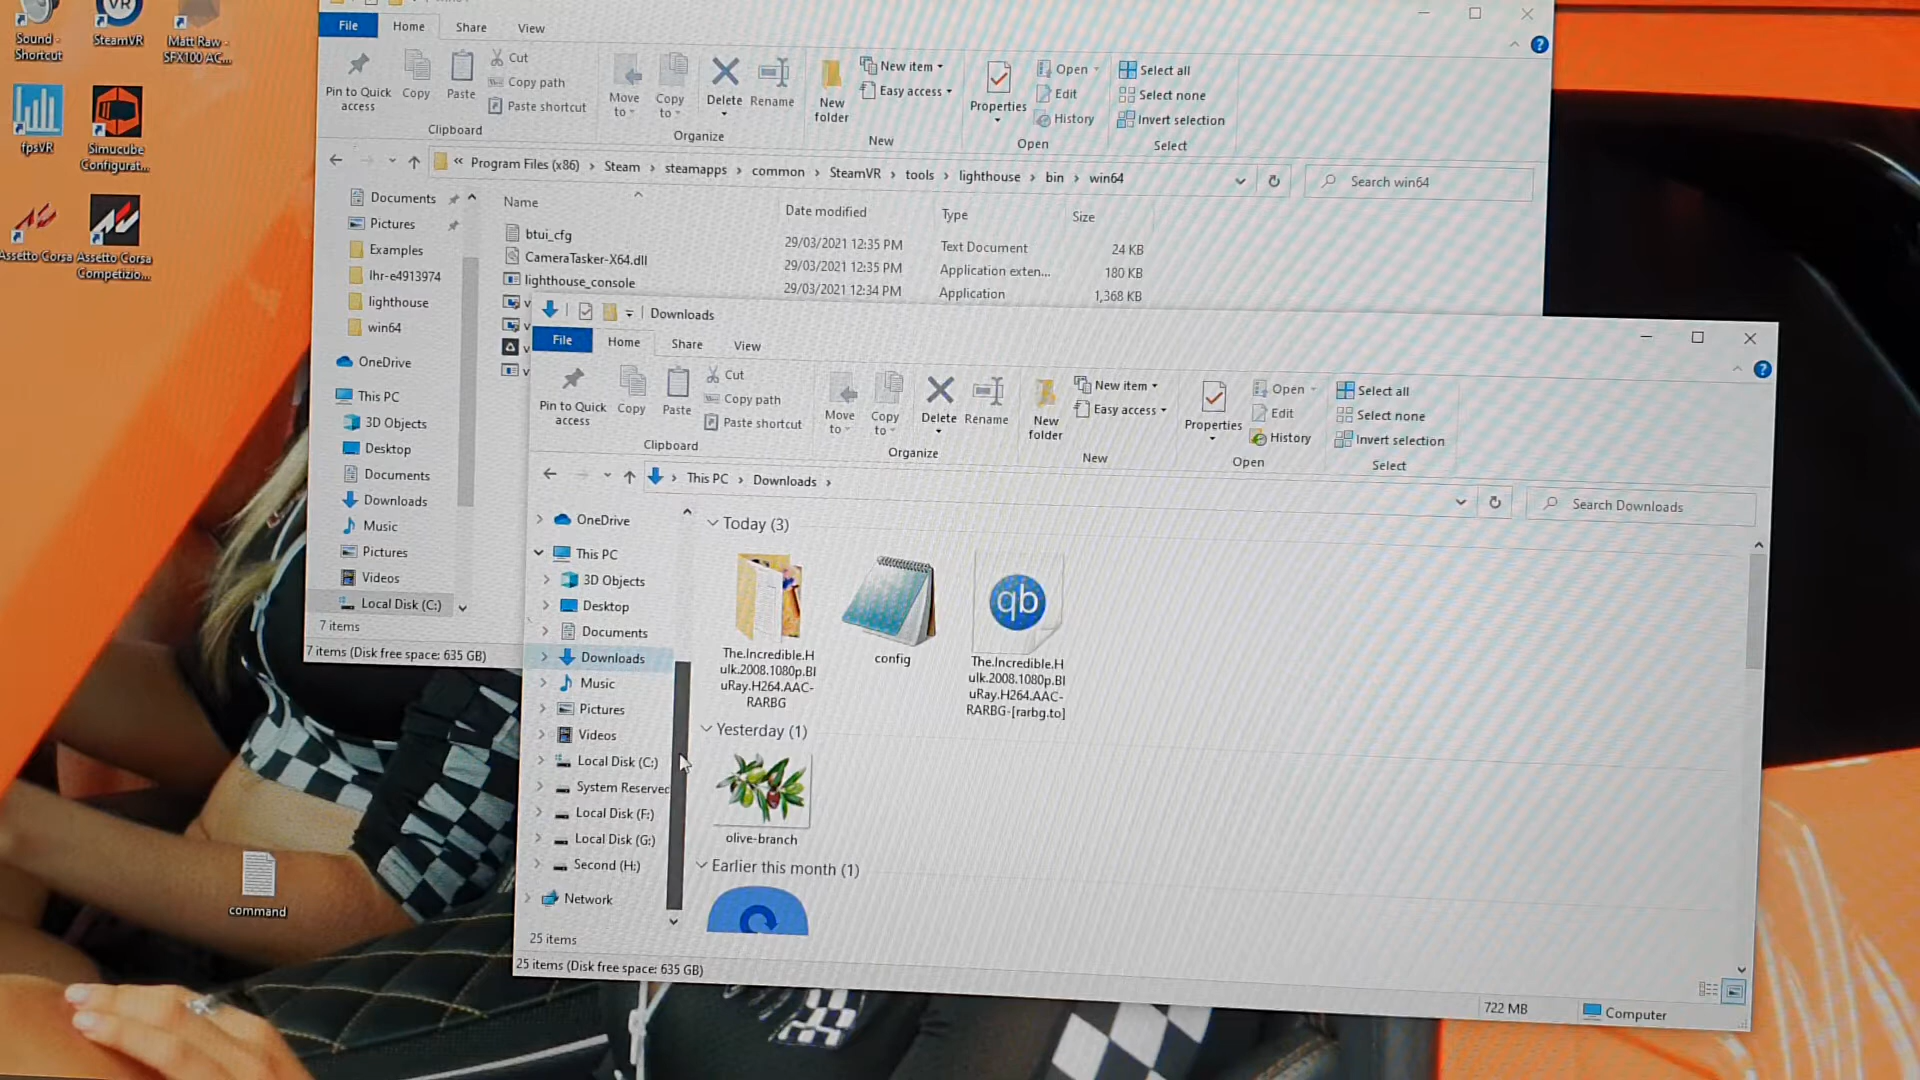 Sound -
Shortcut
SteamVR
Matt Raw -
SFX100 AC...
fpsVR
Simucube
Configurat...
Assetto Corsa
Assetto Corsa
Competizio...
command
File
Home
Share
View
Pin to Quick
access
Copy
Paste
Cut
Copy path
Paste shortcut
Clipboard
Move
to
Copy
to
Delete
Rename
Organize
New
folder
New item
Easy access
New
Properties
Open
Edit
History
Open
Select all
Select none
Invert selection
Select
« Program Files (x86) › Steam › steamapps › common › SteamVR › tools › lighthouse › bin › win64
Search win64
Documents
Pictures
Examples
lhr-e4913974
lighthouse
win64
OneDrive
This PC
3D Objects
Desktop
Documents
Downloads
Music
Pictures
Videos
Local Disk (C:)
7 items
7 items (Disk free space: 635 GB)
Name Date modified Type Size
btui_cfg 29/03/2021 12:35 PM Text Document 24 KB
CameraTasker-X64.dll 29/03/2021 12:35 PM Application exten... 180 KB
lighthouse_console 29/03/2021 12:34 PM Application 1,368 KB
v
v
v
v
Downloads
File
Home
Share
View
Pin to Quick
access
Copy
Paste
Cut
Copy path
Paste shortcut
Clipboard
Move
to
Copy
to
Delete
Rename
Organize
New
folder
New item
Easy access
New
Properties
Open
Edit
History
Open
Select all
Select none
Invert selection
Select
› This PC › Downloads ›
Search Downloads
OneDrive
This PC
3D Objects
Desktop
Documents
Downloads
Music
Pictures
Videos
Local Disk (C:)
System Reserved
Local Disk (F:)
Local Disk (G:)
Second (H:)
Network
Today (3)
The.Incredible.H
ulk.2008.1080p.Bl
uRay.H264.AAC-
RARBG
config
qb
The.Incredible.H
ulk.2008.1080p.Bl
uRay.H264.AAC-
RARBG-[rarbg.to]
Yesterday (1)
olive-branch
Earlier this month (1)
25 items
25 items (Disk free space: 635 GB)
722 MB
Computer